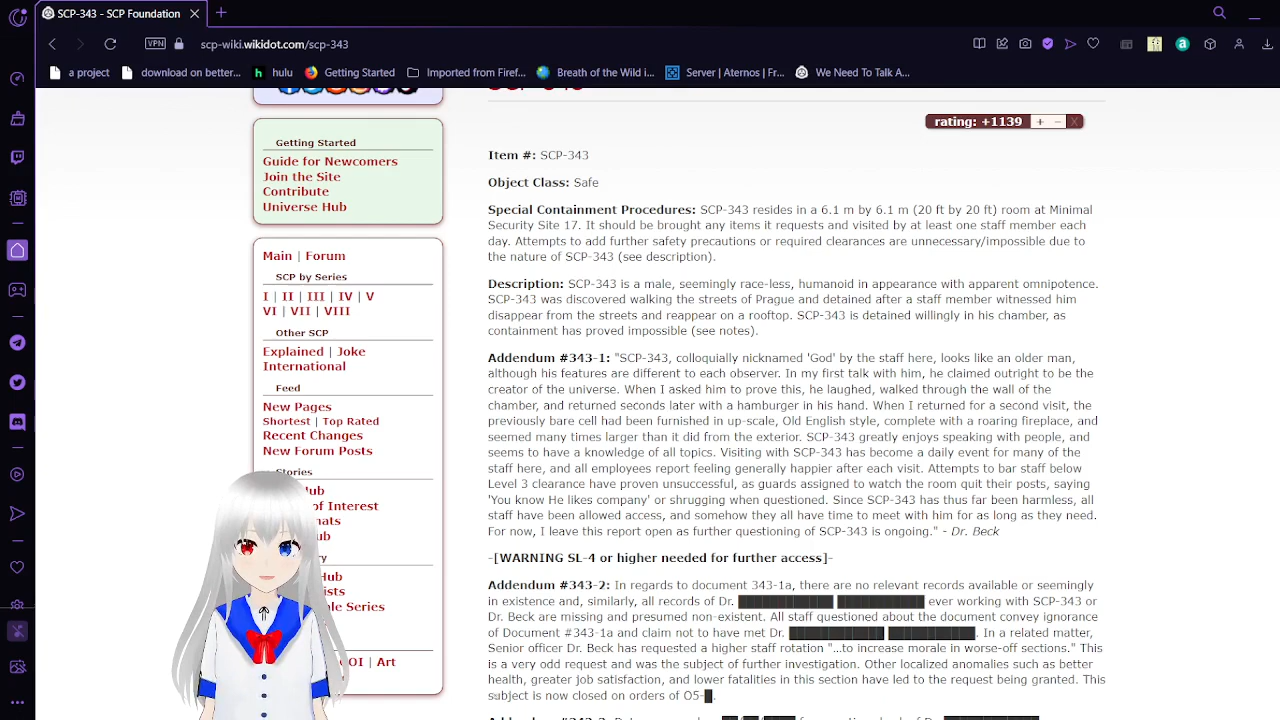 SCP-343 - SCP Foundation
VPN
scp-wiki.wikidot.com/scp-343
a project
download on better...
hulu
Getting Started
Imported from Firef...
Breath of the Wild i...
Server | Aternos | Fr...
We Need To Talk A...
rating: +1139 + − X
Getting Started
Guide for Newcomers
Join the Site
Contribute
Universe Hub
Main | Forum
SCP by Series
I | II | III | IV | V
VI | VII | VIII
Other SCP
Explained | Joke
International
Feed
New Pages
Shortest | Top Rated
Recent Changes
New Forum Posts
Stories
of Interest
Series
Art
Item #: SCP-343
Object Class: Safe
Special Containment Procedures: SCP-343 resides in a 6.1 m by 6.1 m (20 ft by 20 ft) room at Minimal
Security Site 17. It should be brought any items it requests and visited by at least one staff member each
day. Attempts to add further safety precautions or required clearances are unnecessary/impossible due to
the nature of SCP-343 (see description).
Description: SCP-343 is a male, seemingly race-less, humanoid in appearance with apparent omnipotence.
SCP-343 was discovered walking the streets of Prague and detained after a staff member witnessed him
disappear from the streets and reappear on a rooftop. SCP-343 is detained willingly in his chamber, as
containment has proved impossible (see notes).
Addendum #343-1: "SCP-343, colloquially nicknamed 'God' by the staff here, looks like an older man,
although his features are different to each observer. In my first talk with him, he claimed outright to be the
creator of the universe. When I asked him to prove this, he laughed, walked through the wall of the
chamber, and returned seconds later with a hamburger in his hand. When I returned for a second visit, the
previously bare cell had been furnished in up-scale, Old English style, complete with a roaring fireplace, and
seemed many times larger than it did from the exterior. SCP-343 greatly enjoys speaking with people, and
seems to have a knowledge of all topics. Visiting with SCP-343 has become a daily event for many of the
staff here, and all employees report feeling generally happier after each visit. Attempts to bar staff below
Level 3 clearance have proven unsuccessful, as guards assigned to watch the room quit their posts, saying
'You know He likes company' or shrugging when questioned. Since SCP-343 has thus far been harmless, all
staff have been allowed access, and somehow they all have time to meet with him for as long as they need.
For now, I leave this report open as further questioning of SCP-343 is ongoing." - Dr. Beck
-[WARNING SL-4 or higher needed for further access]-
Addendum #343-2: In regards to document 343-1a, there are no relevant records available or seemingly
in existence and, similarly, all records of Dr. ████████████ ███████████ ever working with SCP-343 or
Dr. Beck are missing and presumed non-existent. All staff questioned about the document convey ignorance
of Document #343-1a and claim not to have met Dr. ████████████ ███████████. In a related matter,
Senior officer Dr. Beck has requested a higher staff rotation "...to increase morale in worse-off sections." This
is a very odd request and was the subject of further investigation. Other localized anomalies such as better
health, greater job satisfaction, and lower fatalities in this section have led to the request being granted. This
subject is now closed on orders of O5-█.